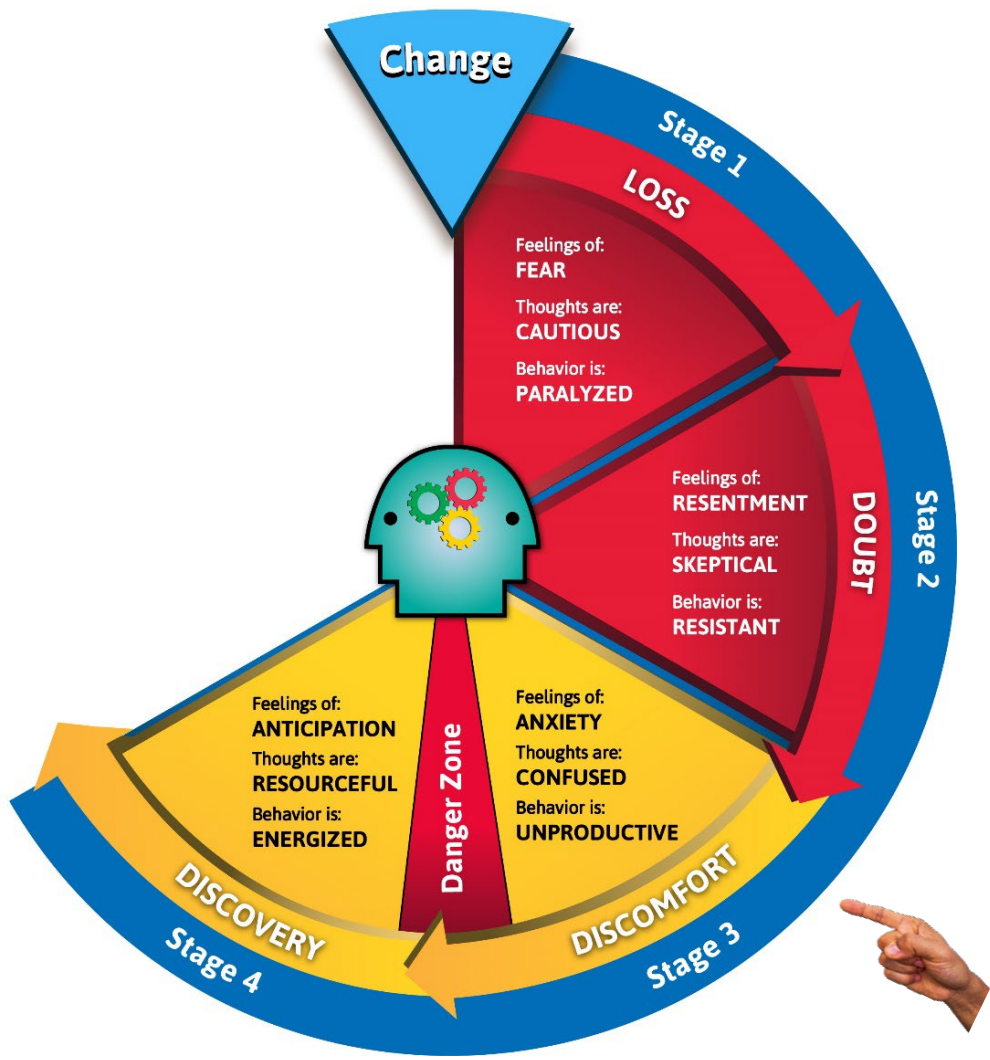 Change
Stage 1
LOSS
Feelings of:
FEAR
Thoughts are:
CAUTIOUS
Behavior is:
PARALYZED
Stage 2
DOUBT
Feelings of:
RESENTMENT
Thoughts are:
SKEPTICAL
Behavior is:
RESISTANT
Feelings of:
ANXIETY
Thoughts are:
CONFUSED
Behavior is:
UNPRODUCTIVE
DISCOMFORT
Stage 3
Danger Zone
Feelings of:
ANTICIPATION
Thoughts are:
RESOURCEFUL
Behavior is:
ENERGIZED
DISCOVERY
Stage 4